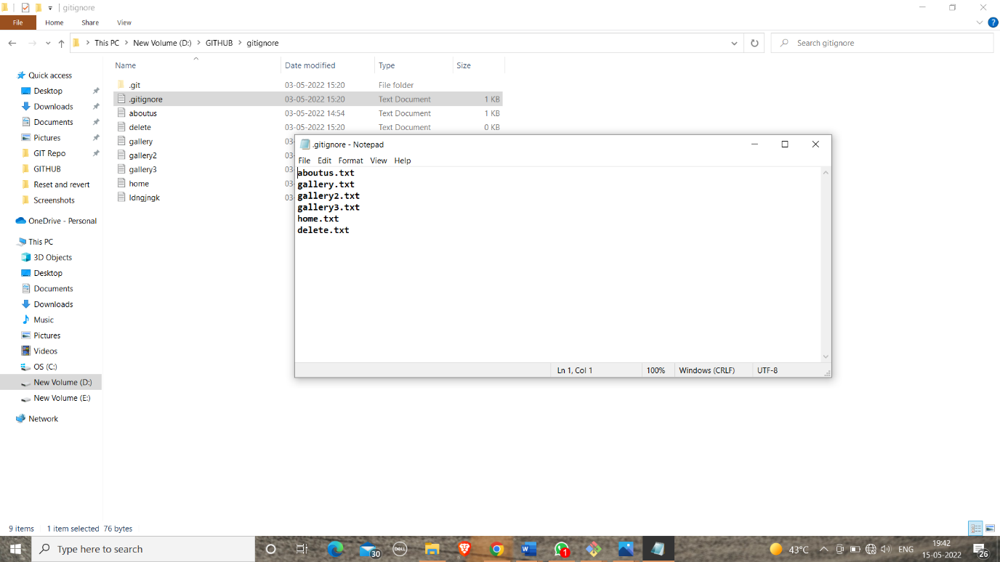 gitignore
File Home Share View
This PC New Volume (D:) GITHUB gitignore Search gitignore
Name Date modified Type Size
.git 03-05-2022 15:20 File folder
.gitignore 03-05-2022 15:20 Text Document 1 KB
aboutus 03-05-2022 14:54 Text Document 1 KB
delete 03-05-2022 15:20 Text Document 0 KB
gallery 03-
gallery2 03-
gallery3 03-
home 03-
ldngjngk 03-
Quick access
Desktop
Downloads
Documents
Pictures
GIT Repo
GITHUB
Reset and revert
Screenshots
OneDrive - Personal
This PC
3D Objects
Desktop
Documents
Downloads
Music
Pictures
Videos
OS (C:)
New Volume (D:)
New Volume (E:)
Network
.gitignore - Notepad
File Edit Format View Help
aboutus.txt
gallery.txt
gallery2.txt
gallery3.txt
home.txt
delete.txt
Ln 1, Col 1 100% Windows (CRLF) UTF-8
9 items 1 item selected 76 bytes
Type here to search 30 DELL W 1 43°C ENG 19:42
15-05-2022 26